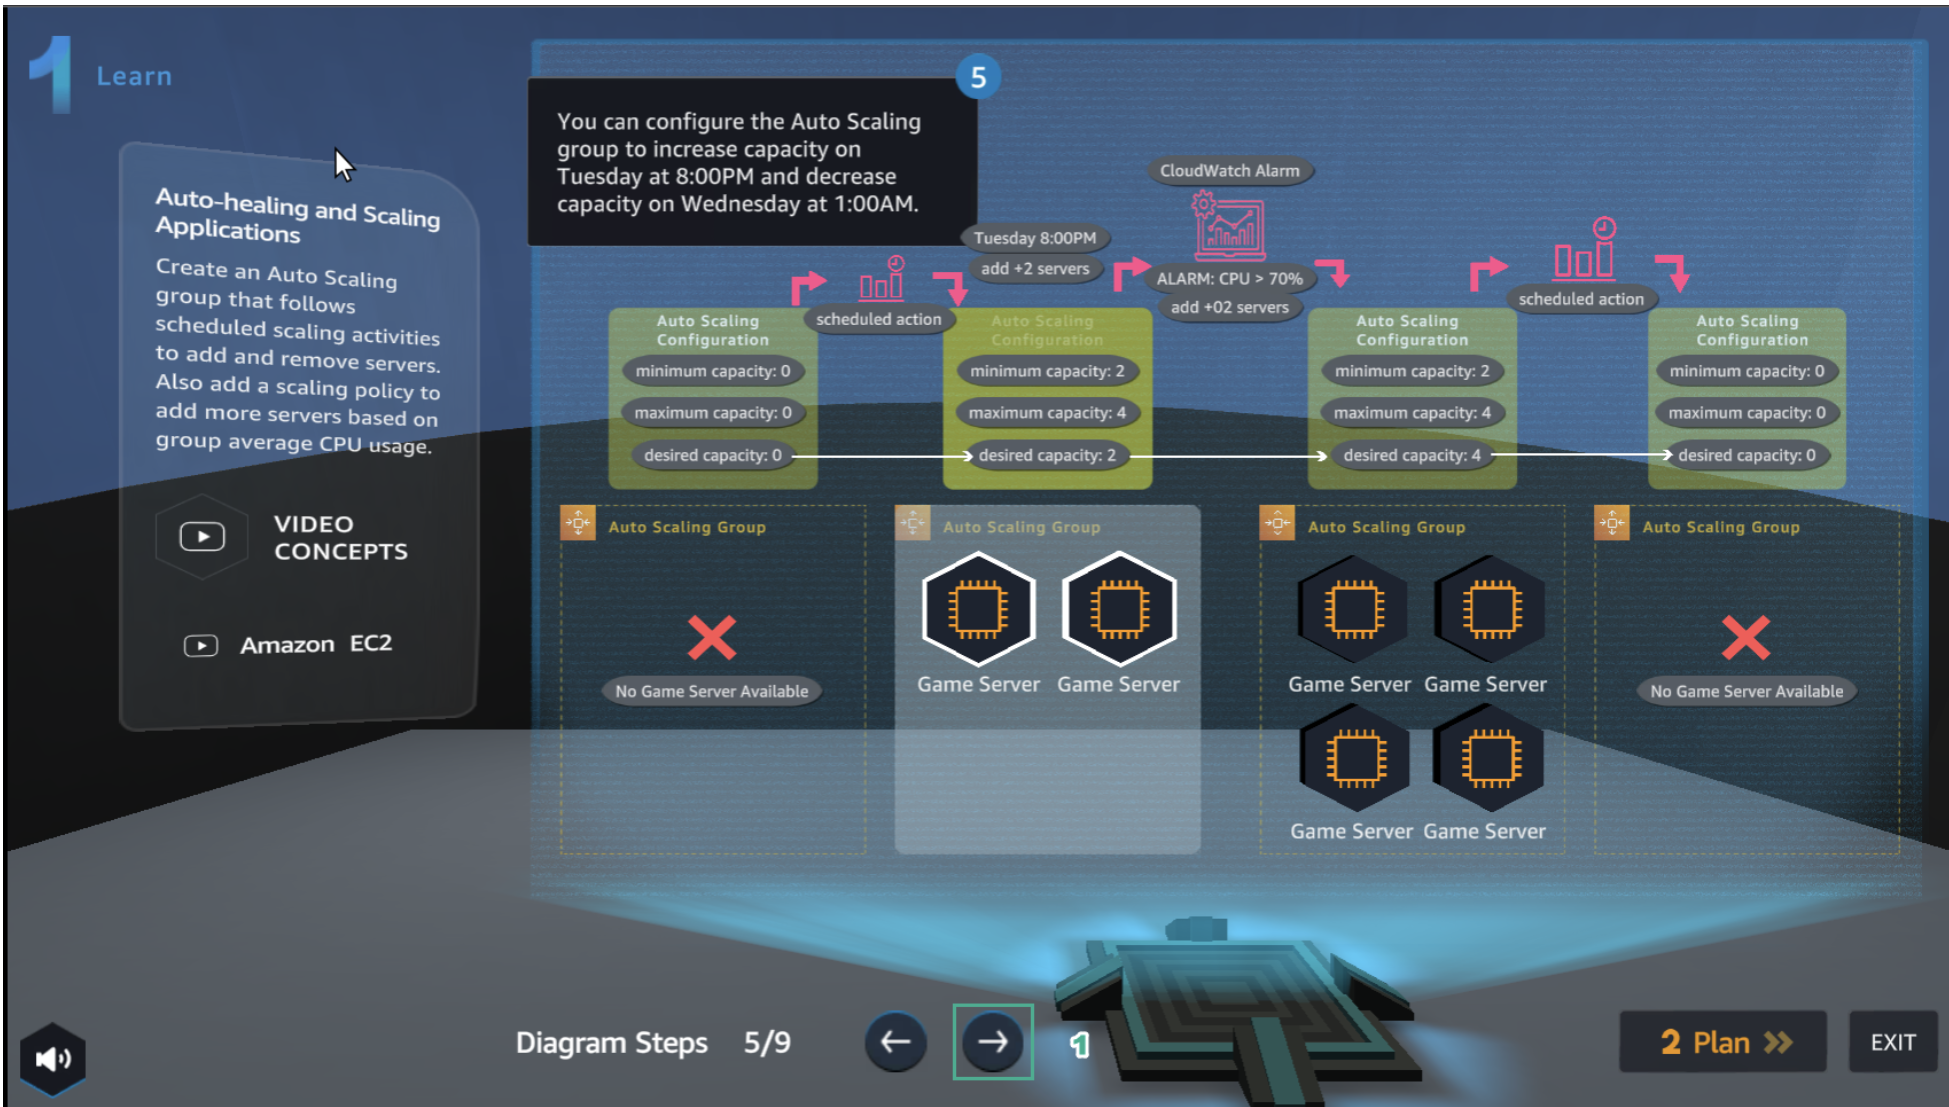 1 Learn
Auto-healing and Scaling
Applications
Create an Auto Scaling
group that follows
scheduled scaling activities
to add and remove servers.
Also add a scaling policy to
add more servers based on
group average CPU usage.
VIDEO
CONCEPTS
Amazon EC2
5
You can configure the Auto Scaling
group to increase capacity on
Tuesday at 8:00PM and decrease
capacity on Wednesday at 1:00AM.
scheduled action
Tuesday 8:00PM
add +2 servers
CloudWatch Alarm
ALARM: CPU > 70%
add +02 servers
scheduled action
Auto Scaling
Configuration
minimum capacity: 0
maximum capacity: 0
desired capacity: 0
Auto Scaling
Configuration
minimum capacity: 2
maximum capacity: 4
desired capacity: 2
Auto Scaling
Configuration
minimum capacity: 2
maximum capacity: 4
desired capacity: 4
Auto Scaling
Configuration
minimum capacity: 0
maximum capacity: 0
desired capacity: 0
Auto Scaling Group
No Game Server Available
Auto Scaling Group
Game Server Game Server
Auto Scaling Group
Game Server Game Server
Game Server Game Server
Auto Scaling Group
No Game Server Available
Diagram Steps 5/9
1
2 Plan
EXIT